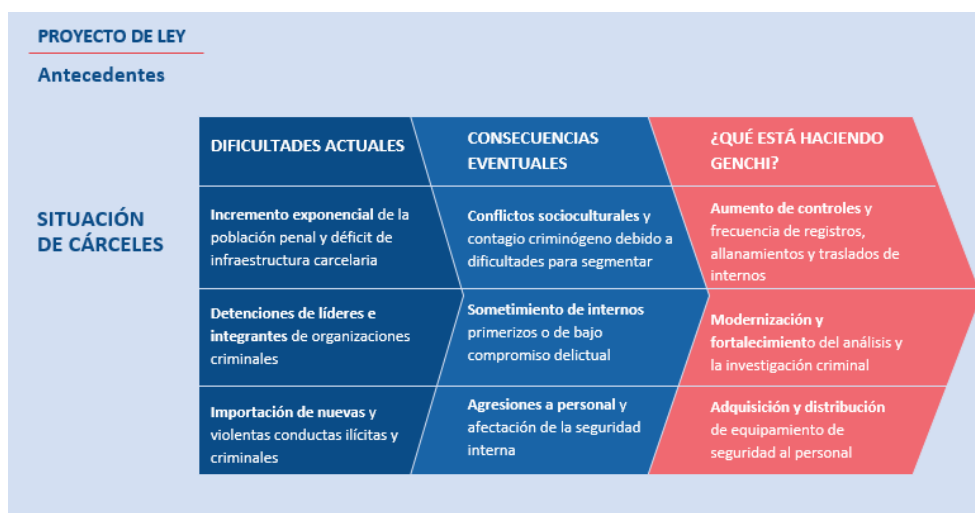 PROYECTO DE LEY
Antecedentes
SITUACIÓN
DE CÁRCELES
DIFICULTADES ACTUALES
CONSECUENCIAS
EVENTUALES
¿QUÉ ESTÁ HACIENDO
GENCHI?
Incremento exponencial de la
población penal y déficit de
infraestructura carcelaria
Conflictos socioculturales y
contagio criminógeno debido a
dificultades para segmentar
Aumento de controles y
frecuencia de registros,
allanamientos y traslados de
internos
Detenciones de líderes e
integrantes de organizaciones
criminales
Sometimiento de internos
primerizos o de bajo
compromiso delictual
Modernización y
fortalecimiento del análisis y
la investigación criminal
Importación de nuevas y
violentas conductas ilícitas y
criminales
Agresiones a personal y
afectación de la seguridad
interna
Adquisición y distribución
de equipamiento de
seguridad al personal